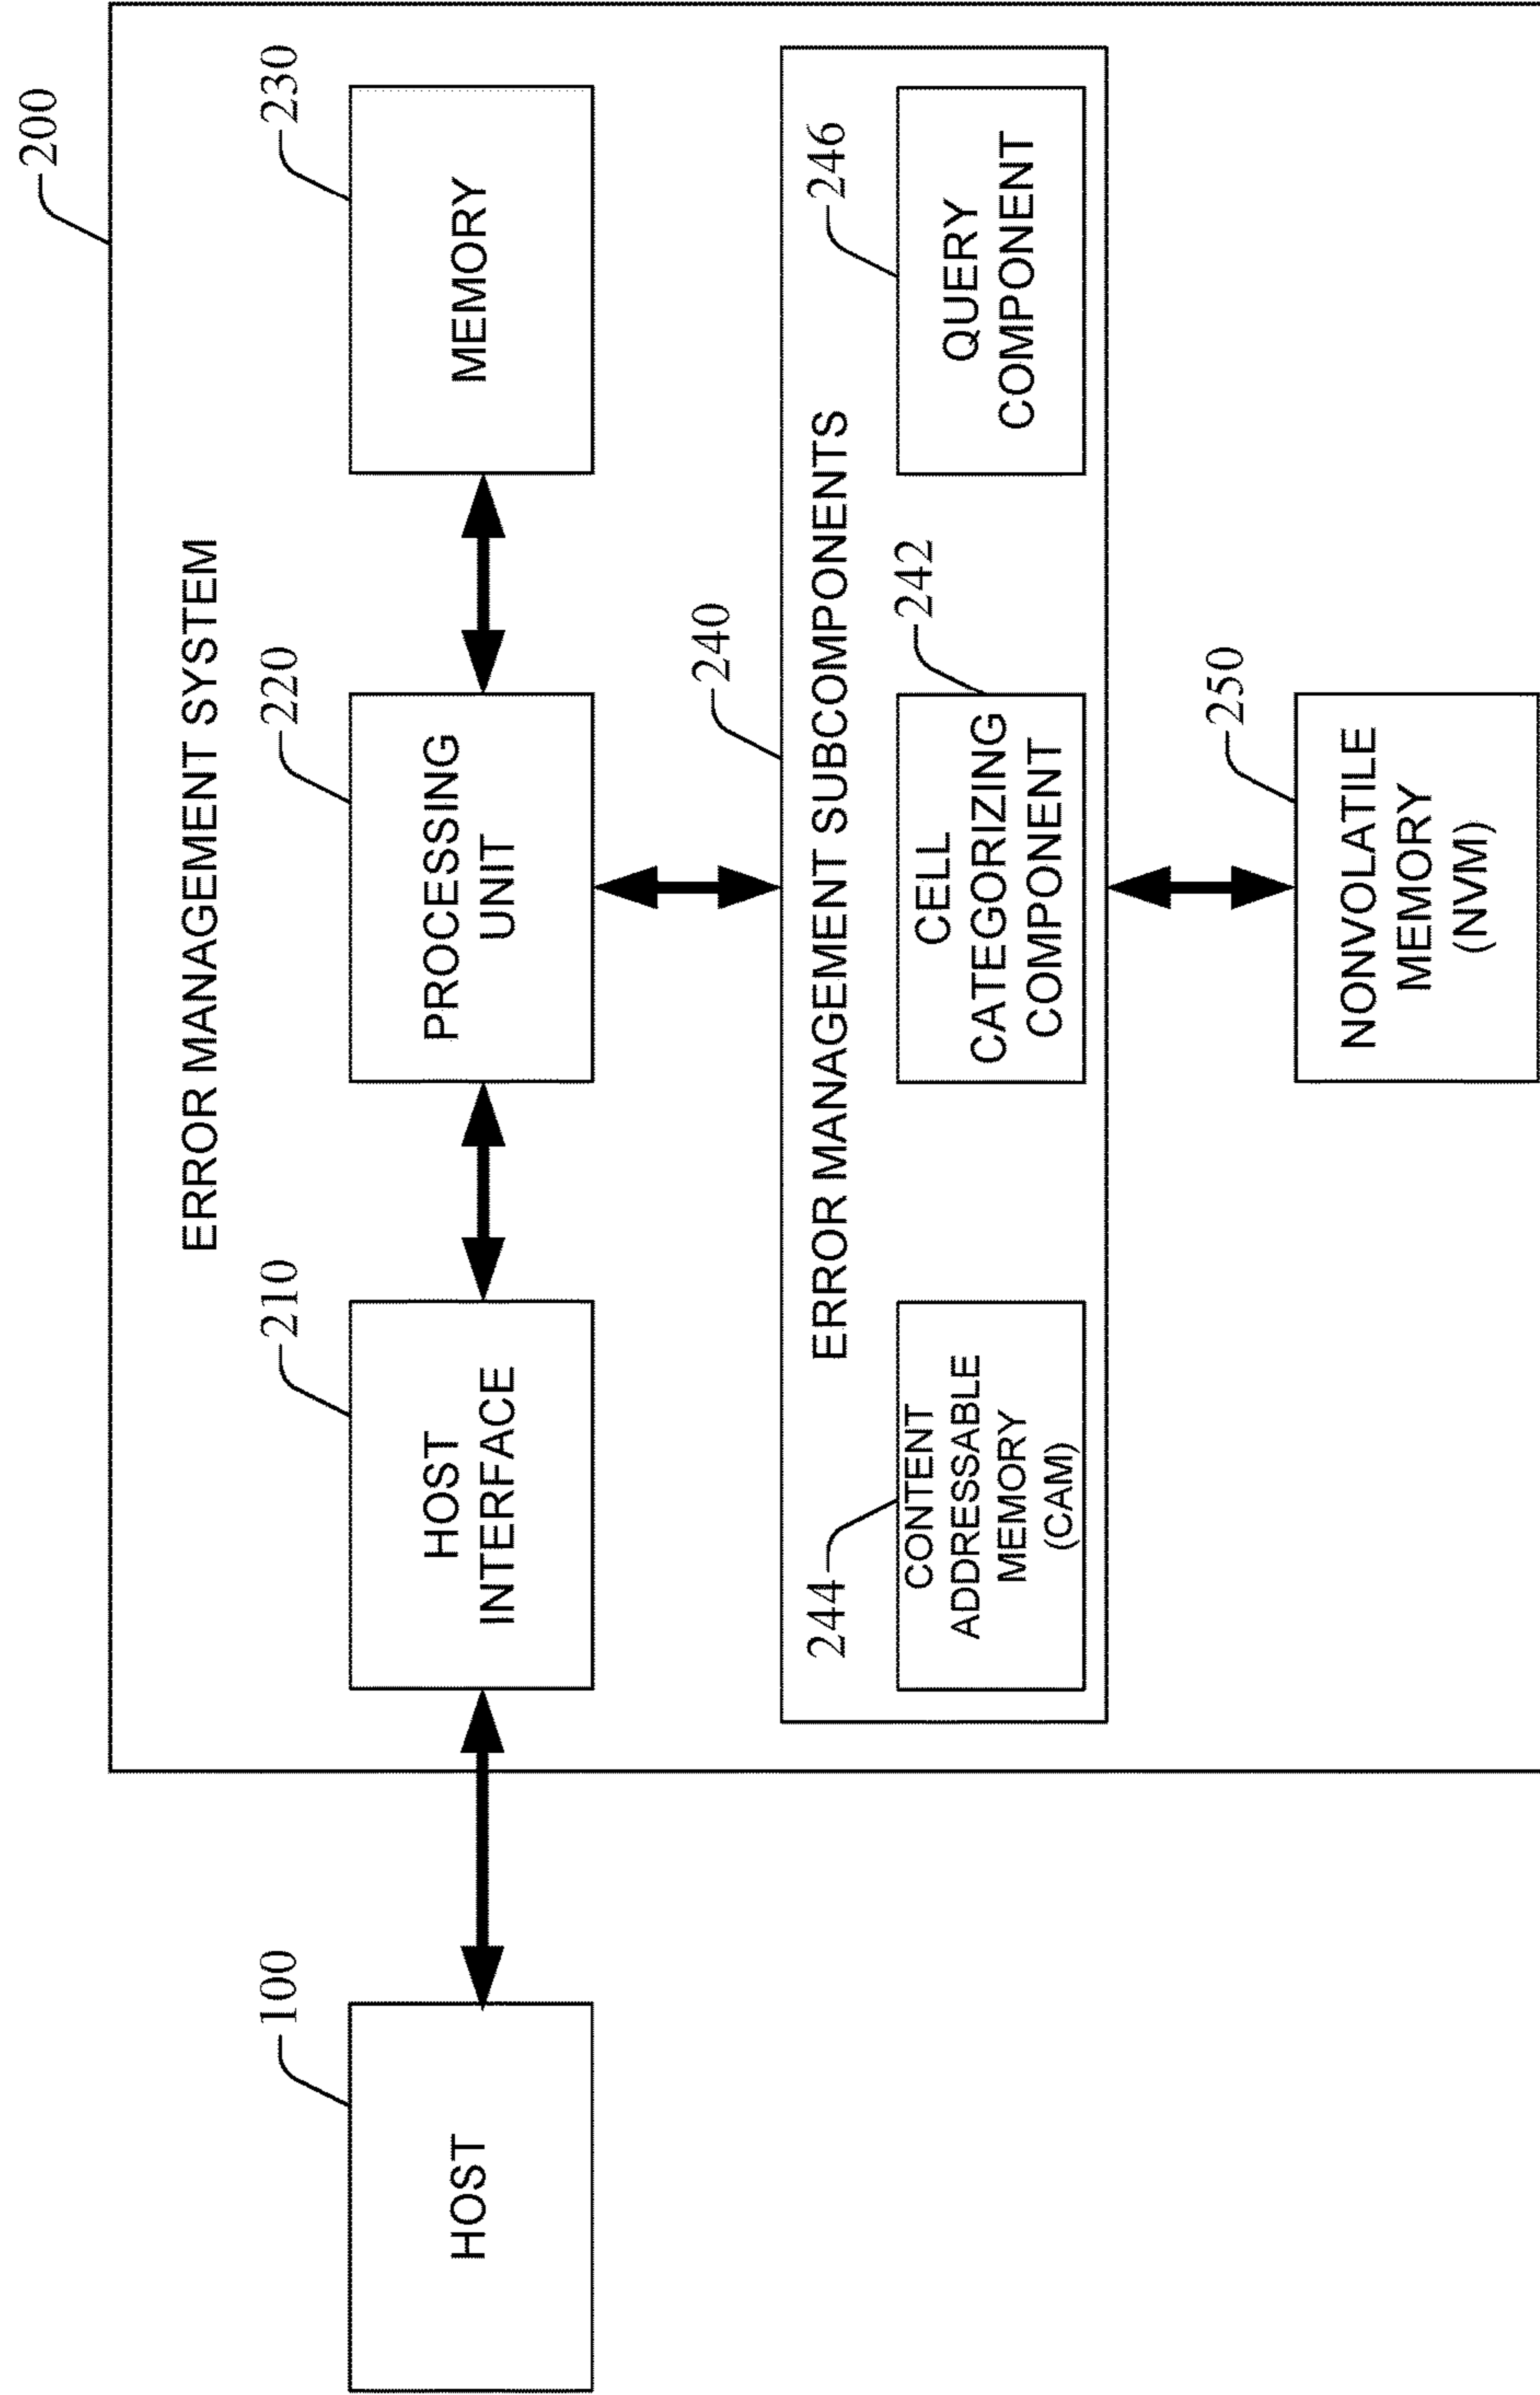 200
ERROR MANAGEMENT SYSTEM
100
210
220
230
HOST
HOST
INTERFACE
PROCESSING
UNIT
MEMORY
240
ERROR MANAGEMENT SUBCOMPONENTS
244
242
246
CONTENT
ADDRESSABLE
MEMORY
(CAM)
CELL
CATEGORIZING
COMPONENT
QUERY
COMPONENT
250
NONVOLATILE
MEMORY
(NVM)